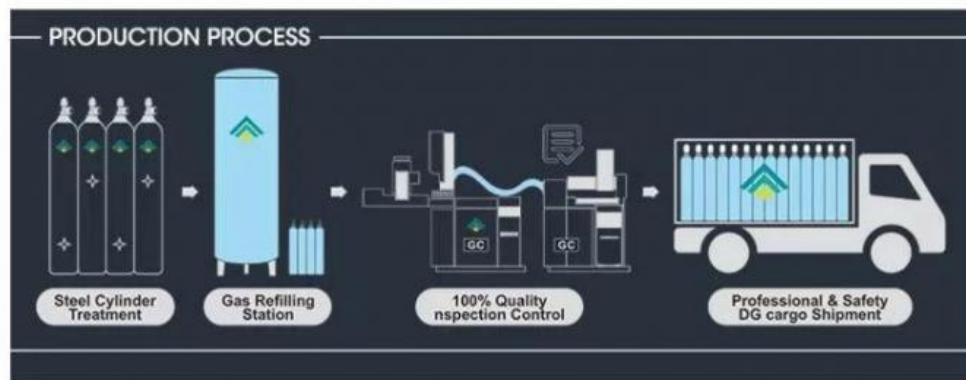 PRODUCTION PROCESS
GC
GC
Steel Cylinder
Treatment
Gas Refilling
Station
100% Quality
nspection Control
Professional & Safety
DG cargo Shipment